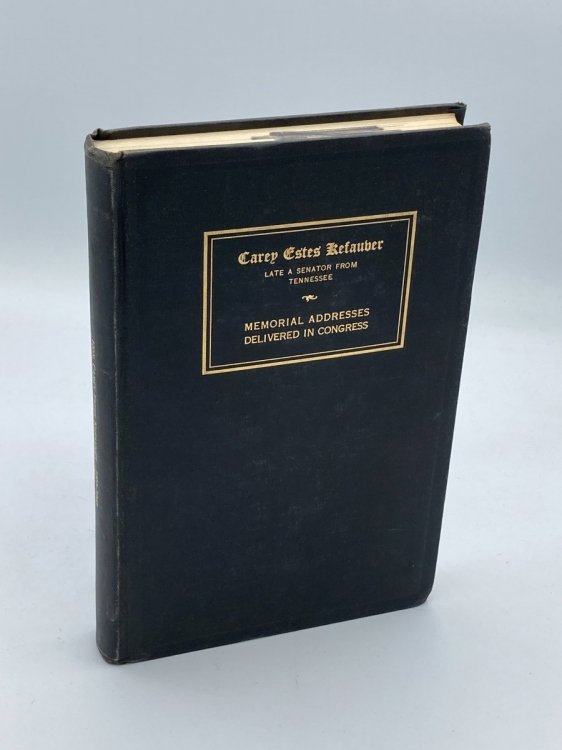 Carey Estes Kefauver
LATE A SENATOR FROM
TENNESSEE
MEMORIAL ADDRESSES
DELIVERED IN CONGRESS